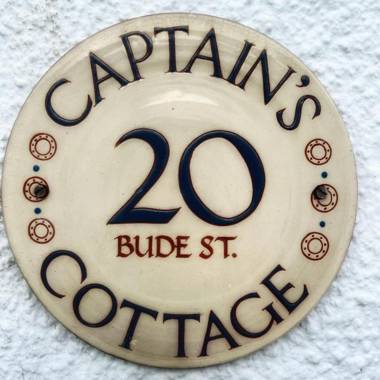 CAPTAIN'S
20
BUDE ST.
COTTAGE